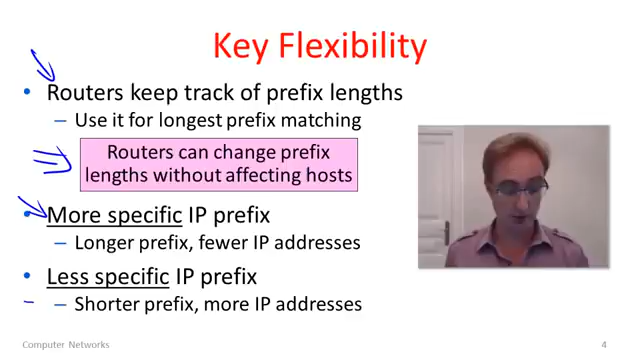 Key Flexibility
• Routers keep track of prefix lengths
– Use it for longest prefix matching
Routers can change prefix
lengths without affecting hosts
• More specific IP prefix
– Longer prefix, fewer IP addresses
• Less specific IP prefix
– Shorter prefix, more IP addresses
Computer Networks
4